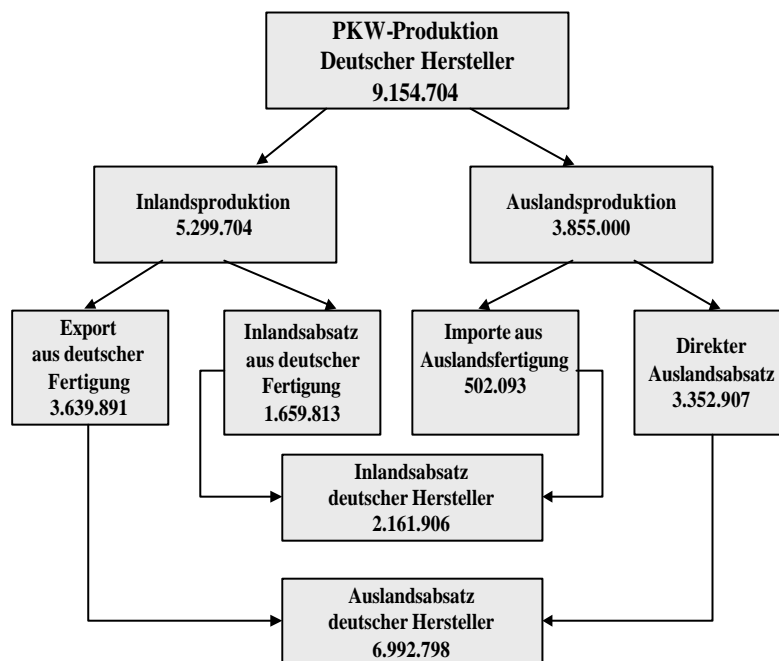 PKW-Produktion
Deutscher Hersteller
9.154.704
Inlandsproduktion
5.299.704
Auslandsproduktion
3.855.000
Export
aus deutscher
Fertigung
3.639.891
Inlandsabsatz
aus deutscher
Fertigung
1.659.813
Importe aus
Auslandsfertigung
502.093
Direkter
Auslandsabsatz
3.352.907
Inlandsabsatz
deutscher Hersteller
2.161.906
Auslandsabsatz
deutscher Hersteller
6.992.798